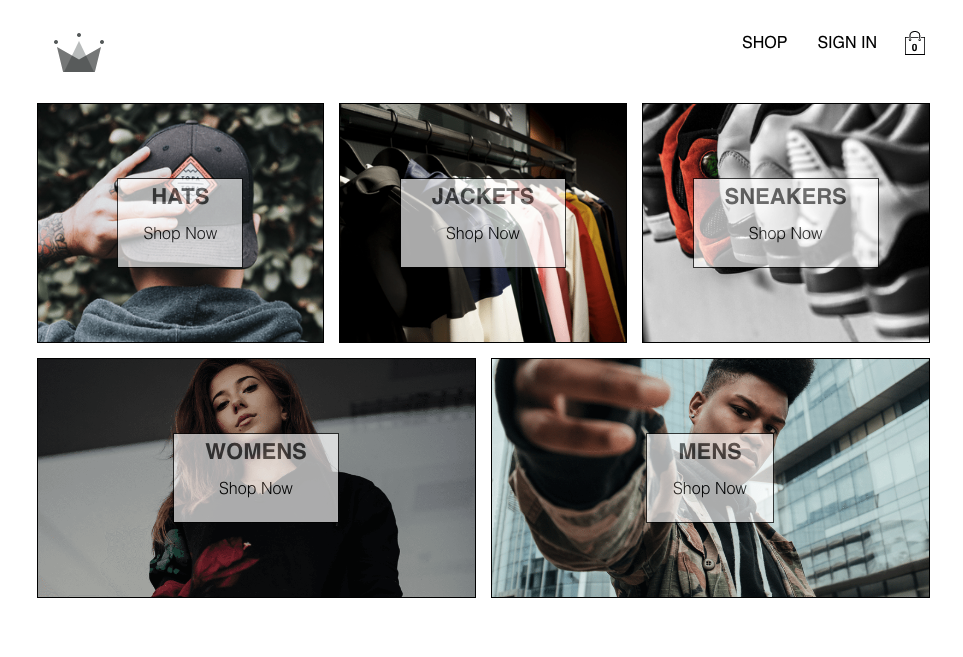 SHOP
SIGN IN
0
HATS
Shop Now
JACKETS
Shop Now
SNEAKERS
Shop Now
WOMENS
Shop Now
MENS
Shop Now